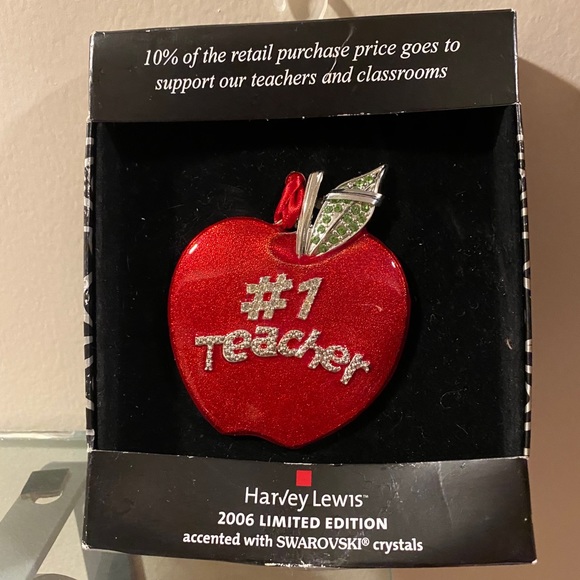 10% of the retail purchase price goes to
support our teachers and classrooms
#1
Teacher
Harvey Lewis™
2006 LIMITED EDITION
accented with SWAROVSKI® crystals